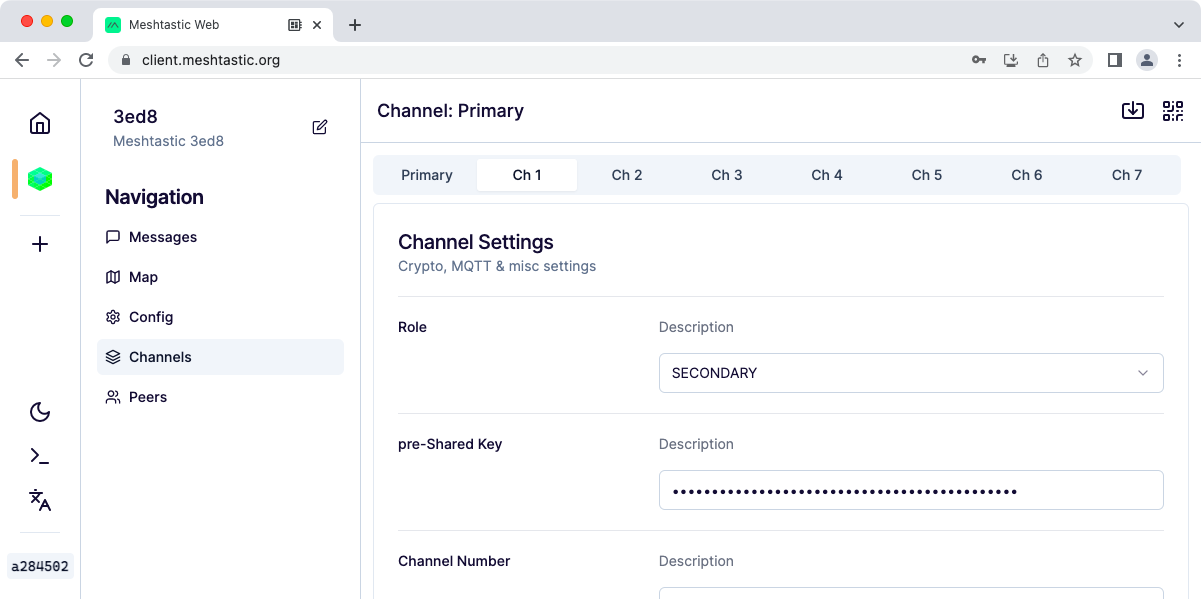 Meshtastic Web
client.meshtastic.org
3ed8
Meshtastic 3ed8
Navigation
Messages
Map
Config
Channels
Peers
a284502
Channel: Primary
Primary Ch 1 Ch 2 Ch 3 Ch 4 Ch 5 Ch 6 Ch 7
Channel Settings
Crypto, MQTT & misc settings
Role Description
SECONDARY
pre-Shared Key Description
••••••••••••••••••••••••••••••••••••••••••••
Channel Number Description